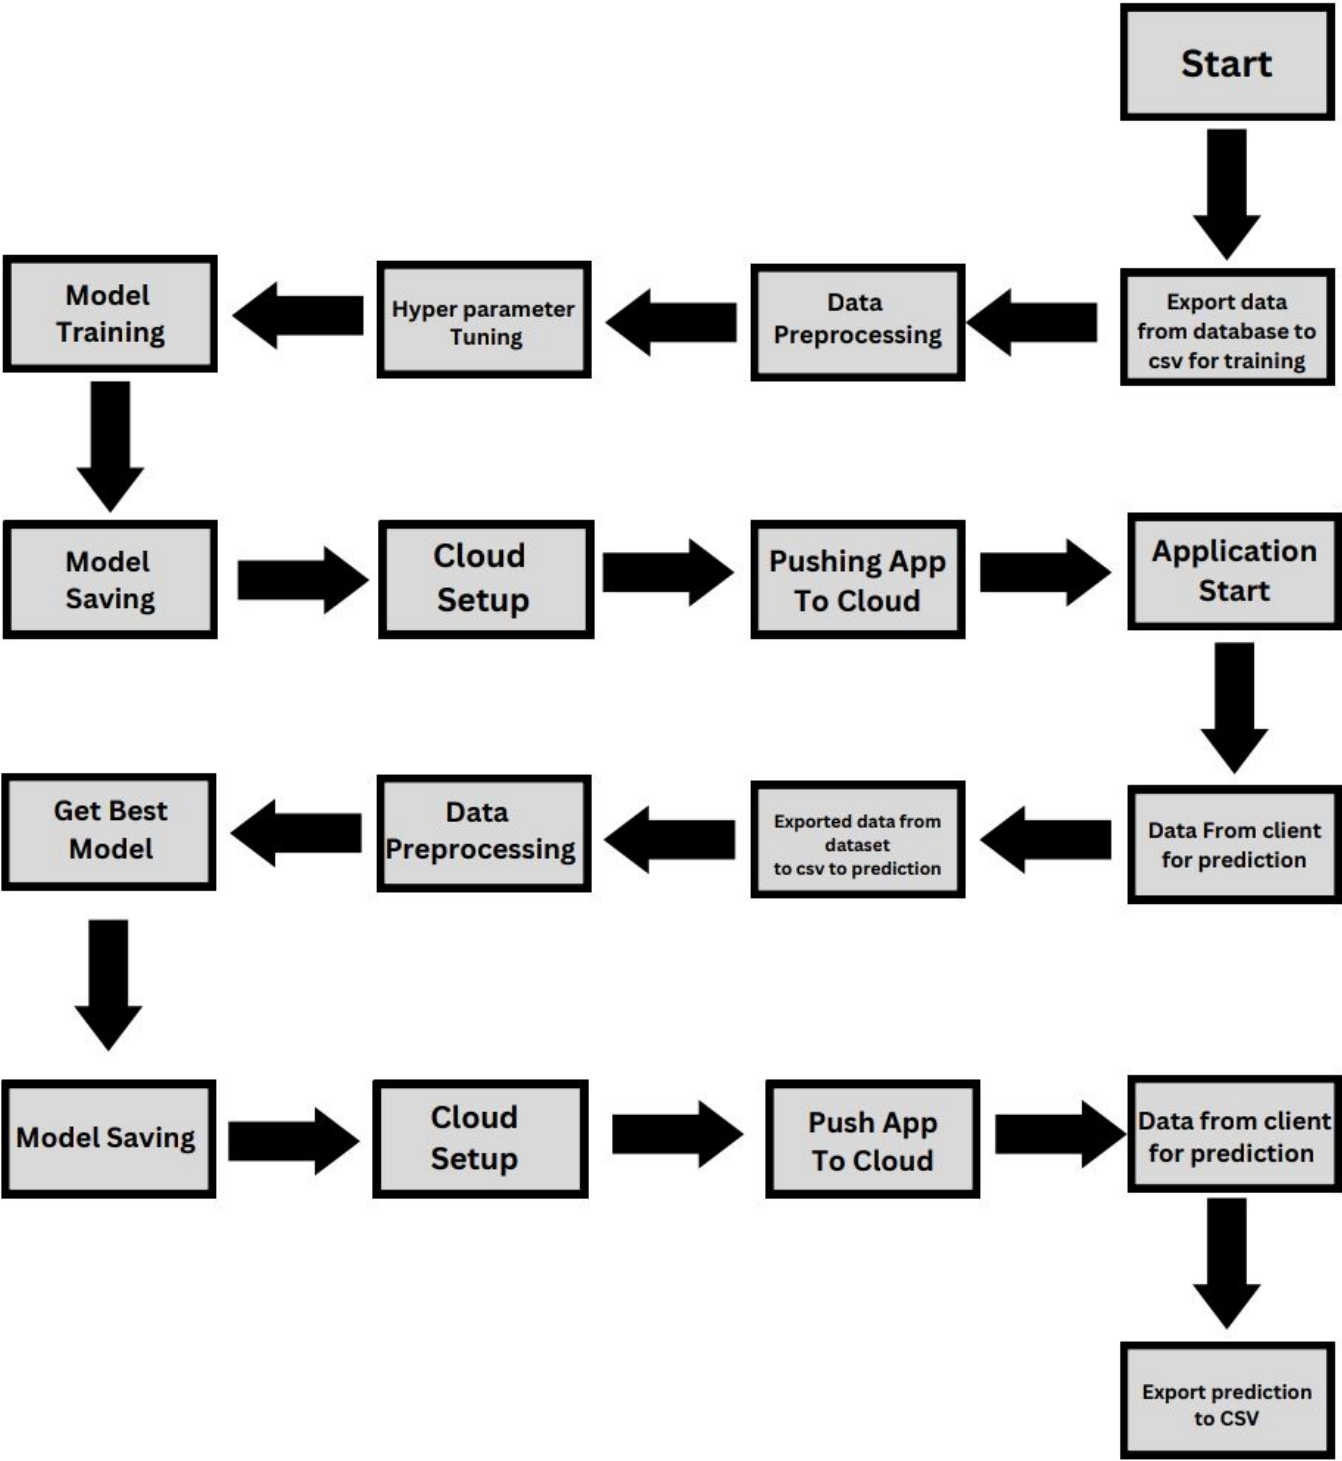 Start
Export data
from database to
csv for training
Data
Preprocessing
Hyper parameter
Tuning
Model
Training
Model
Saving
Cloud
Setup
Pushing App
To Cloud
Application
Start
Data From client
for prediction
Exported data from
dataset
to csv to prediction
Data
Preprocessing
Get Best
Model
Model Saving
Cloud
Setup
Push App
To Cloud
Data from client
for prediction
Export prediction
to CSV